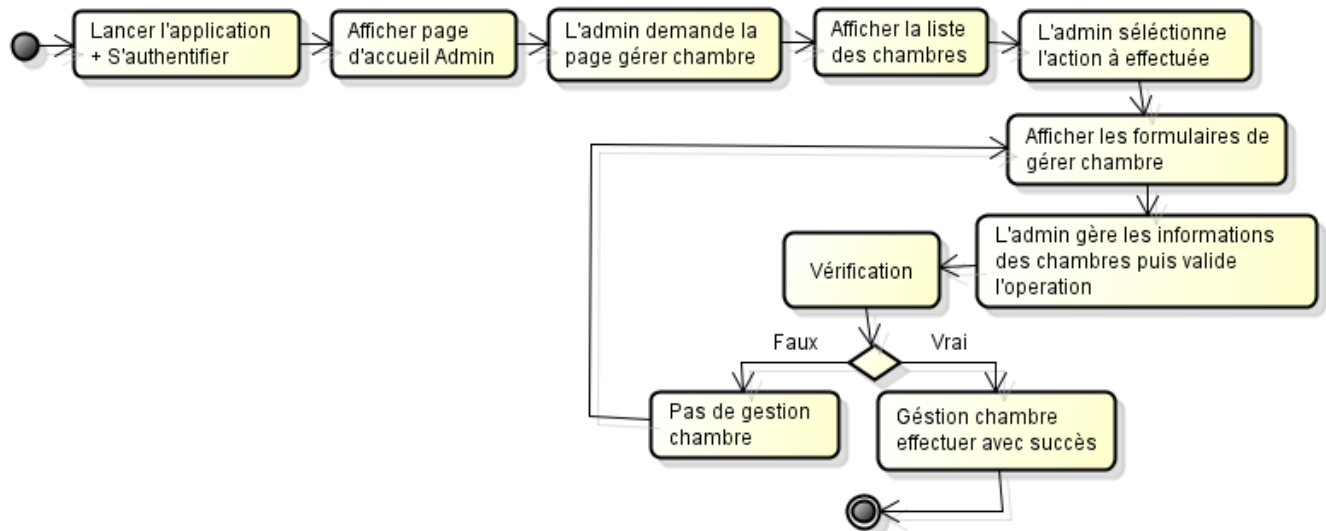 Lancer l'application
+ S'authentifier
Afficher page
d'accueil Admin
L'admin demande la
page gérer chambre
Afficher la liste
des chambres
L'admin séléctionne
l'action à effectuée
Afficher les formulaires de
gérer chambre
L'admin gère les informations
des chambres puis valide
l'operation
Vérification
Faux
Vrai
Pas de gestion
chambre
Géstion chambre
effectuer avec succès